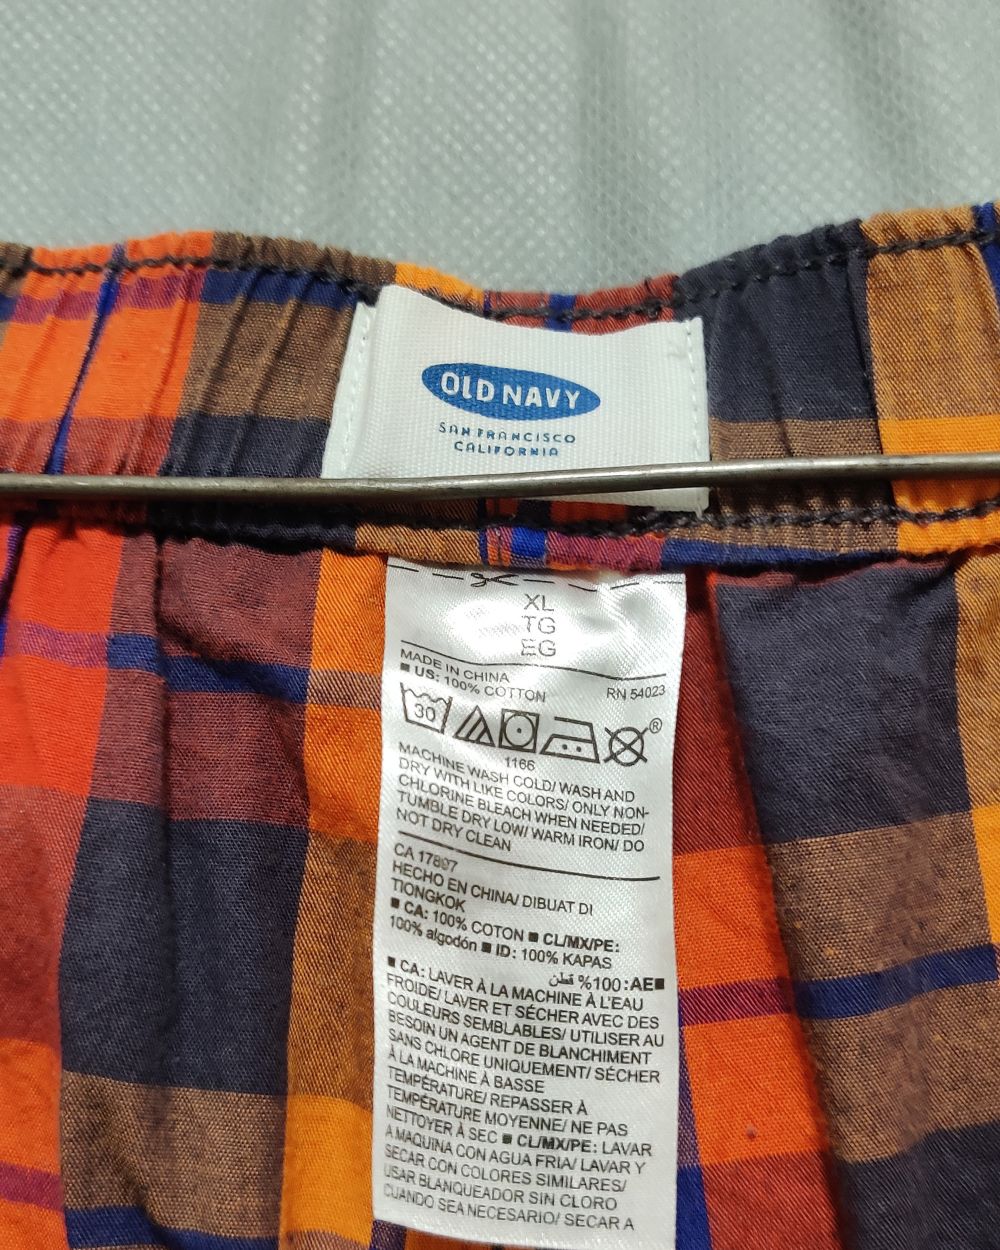 OLD NAVY
SAN FRANCISCO
CALIFORNIA
XL
TG
EG
MADE IN CHINA
■ US: 100% COTTON RN 54023
30
®
1166
MACHINE WASH COLD/ WASH AND
DRY WITH LIKE COLORS/ ONLY NON-
CHLORINE BLEACH WHEN NEEDED/
TUMBLE DRY LOW/ WARM IRON/ DO
NOT DRY CLEAN
CA 17897
HECHO EN CHINA/ DIBUAT DI
TIONGKOK
■ CA: 100% COTON ■ CL/MX/PE:
100% algodón ■ ID: 100% KAPAS
■AE: 100% قطن
■ CA: LAVER À LA MACHINE À L'EAU
FROIDE/ LAVER ET SÉCHER AVEC DES
COULEURS SEMBLABLES/ UTILISER AU
BESOIN UN AGENT DE BLANCHIMENT
SANS CHLORE UNIQUEMENT/ SÉCHER
À LA MACHINE À BASSE
TEMPÉRATURE/ REPASSER À
TEMPÉRATURE MOYENNE/ NE PAS
NETTOYER À SEC ■ CL/MX/PE: LAVAR
A MAQUINA CON AGUA FRIA/ LAVAR Y
SECAR CON COLORES SIMILARES/
USAR BLANQUEADOR SIN CLORO
CUANDO SEA NECESARIO/ SECAR A